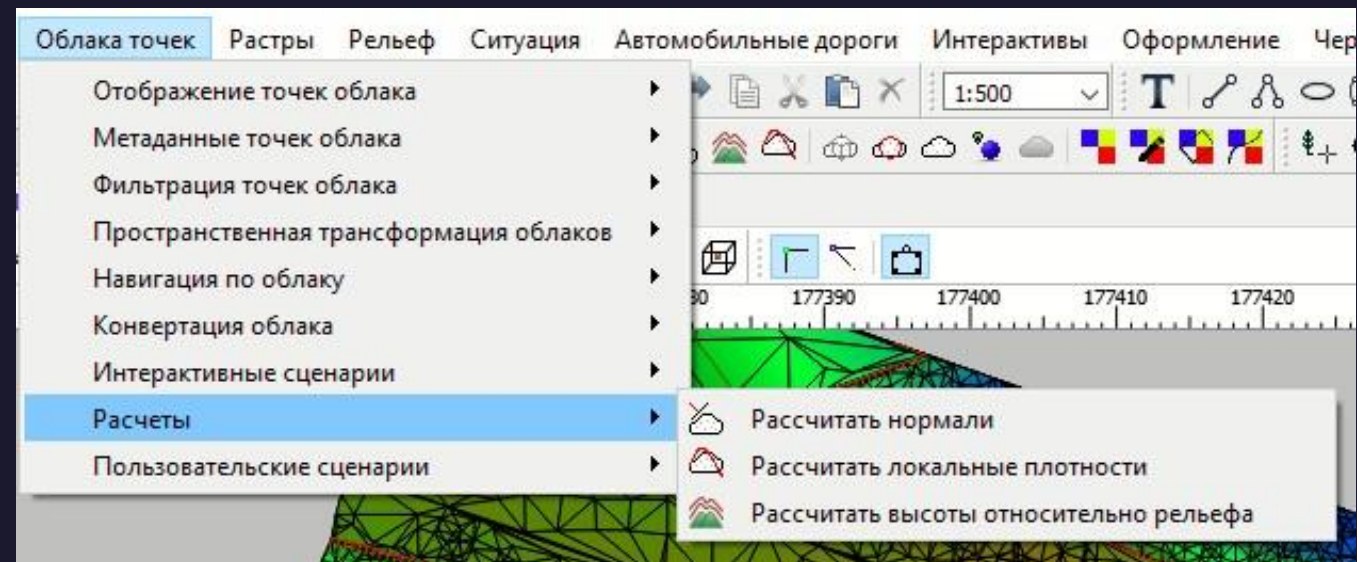 Облака точек Растры Рельеф Ситуация Автомобильные дороги Интерактивы Оформление
Отображение точек облака
1:500
T
Метаданные точек облака
Фильтрация точек облака
Пространственная трансформация облаков
Навигация по облаку
177390 177400 177410 177420
Конвертация облака
Интерактивные сценарии
Расчеты
Рассчитать нормали
Пользовательские сценарии
Рассчитать локальные плотности
Рассчитать высоты относительно рельефа